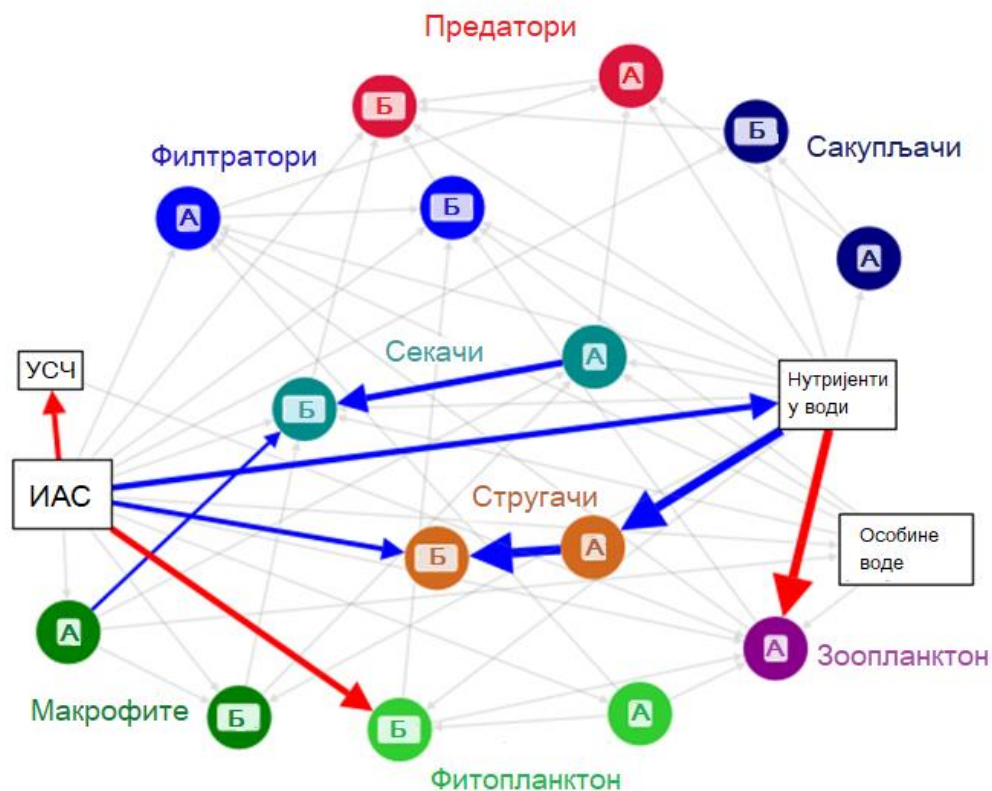 Предатори
А
Б
Б
Сакупљачи
Филтратори
А
Б
А
Секачи
А
УСЧ
Нутријенти
у води
Б
ИАС
Стругачи
Б
А
Особине
воде
А
А
Зоопланктон
Макрофите
Б
Б
А
Фитопланктон